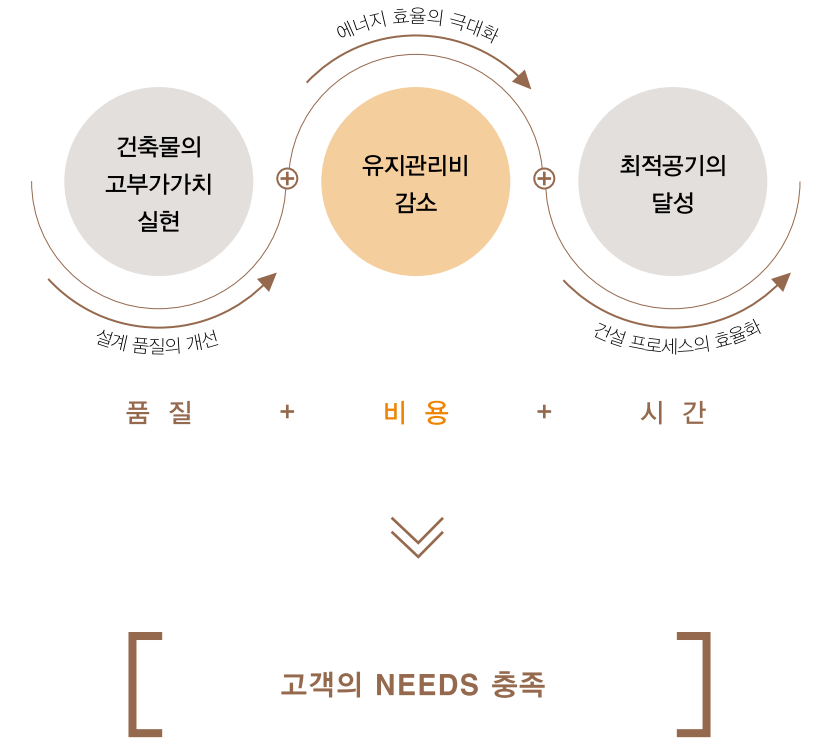 에너지 효율의 극대화
건축물의
고부가가치
실현
유지관리비
감소
최적공기의
달성
설계 품질의 개선
건설 프로세스의 효율화
품 질 + 비 용 + 시 간
고객의 NEEDS 충족